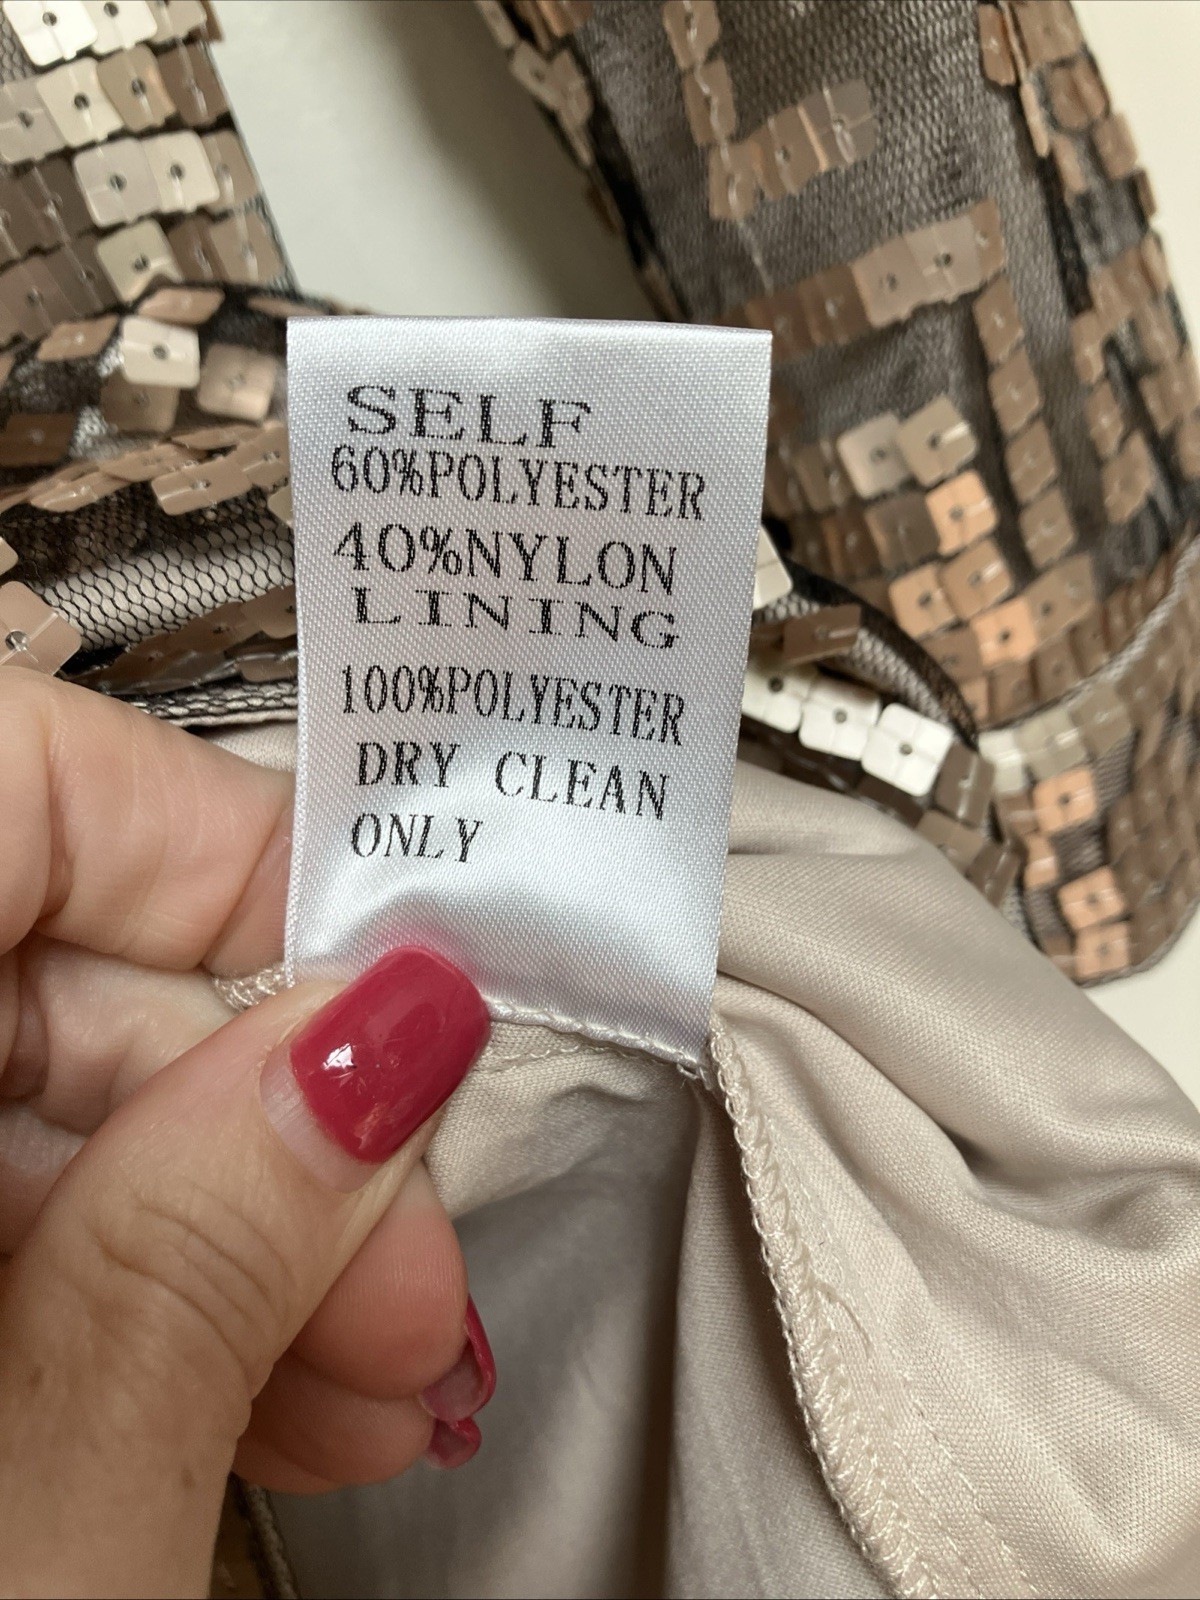 SELF
60%POLYESTER
40%NYLON
LINING
100%POLYESTER
DRY CLEAN
ONLY